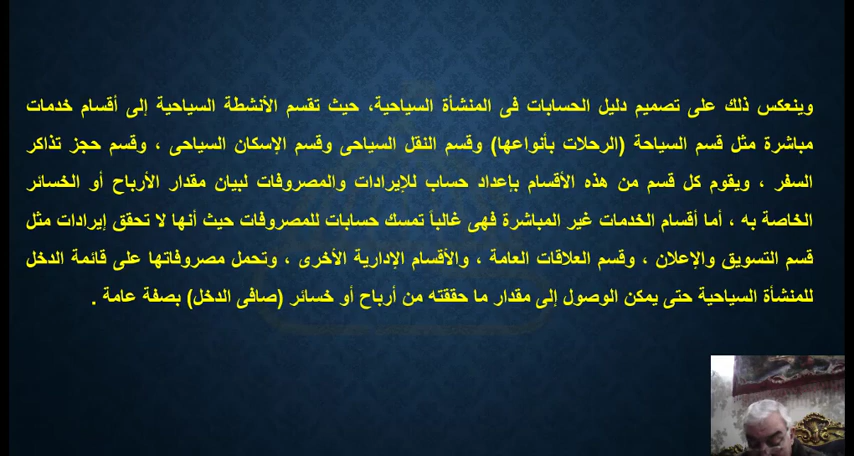 وينعكس ذلك على تصميم دليل الحسابات فى المنشأة السياحية، حيث تقسم الأنشطة السياحية إلى أقسام خدمات
مباشرة مثل قسم السياحة (الرحلات بأنواعها) وقسم النقل السياحى وقسم الإسكان السياحى ، وقسم حجز تذاكر
السفر ، ويقوم كل قسم من هذه الأقسام بإعداد حساب للإيرادات والمصروفات لبيان مقدار الأرباح أو الخسائر
الخاصة به ، أما أقسام الخدمات غير المباشرة فهى غالباً تمسك حسابات للمصروفات حيث أنها لا تحقق إيرادات مثل
قسم التسويق والإعلان ، وقسم العلاقات العامة ، والأقسام الإدارية الأخرى ، وتحمل مصروفاتها على قائمة الدخل
للمنشأة السياحية حتى يمكن الوصول إلى مقدار ما حققته من أرباح أو خسائر (صافى الدخل) بصفة عامة .